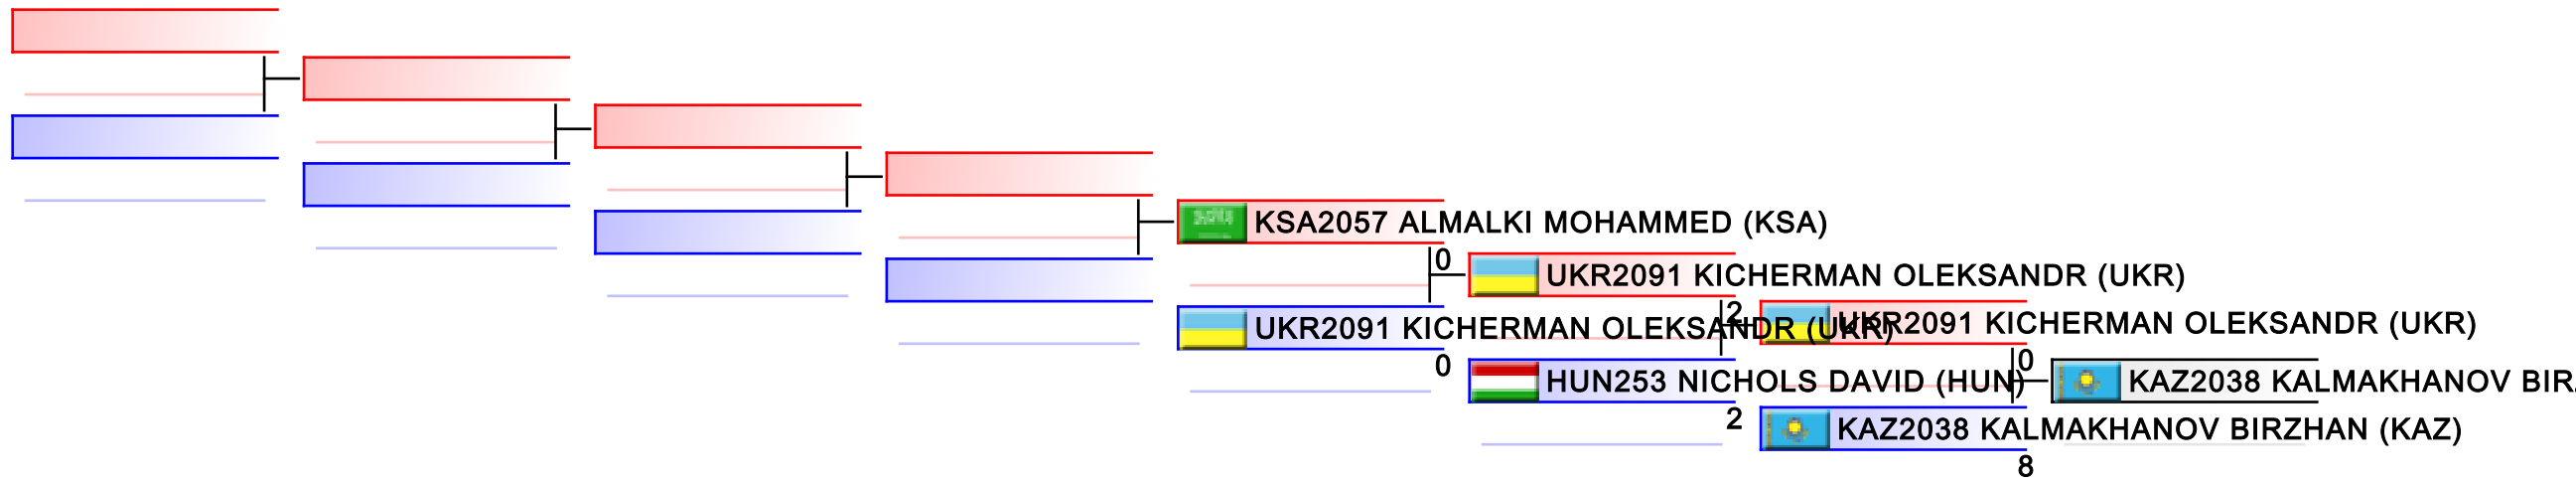 KSA2057 ALMALKI MOHAMMED (KSA)
0
UKR2091 KICHERMAN OLEKSANDR (UKR)
0
UKR2091 KICHERMAN OLEKSANDR (UKR)
2
HUN253 NICHOLS DAVID (HUN)
2
UKR2091 KICHERMAN OLEKSANDR (UKR)
0
KAZ2038 KALMAKHANOV BIRZHAN (KAZ)
8
KAZ2038 KALMAKHANOV